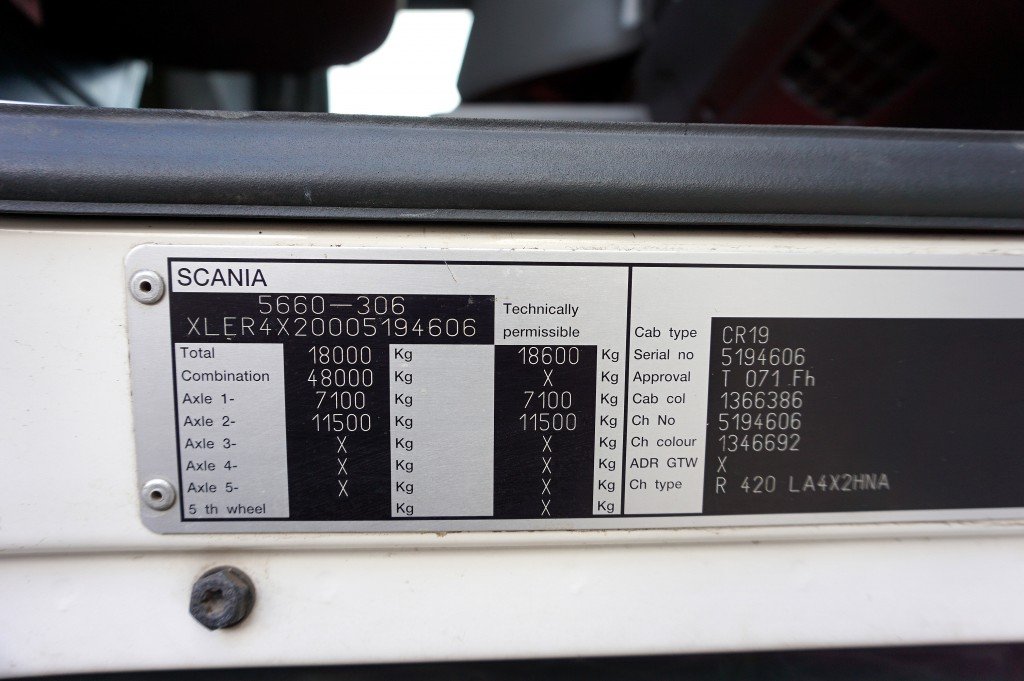 SCANIA
5660-306
XLER4X20005194606
Technically
permissible
Total 18000 Kg 18600 Kg
Combination 48000 Kg X Kg
Axle 1- 7100 Kg 7100 Kg
Axle 2- 11500 Kg 11500 Kg
Axle 3- X Kg X Kg
Axle 4- X Kg X Kg
Axle 5- X Kg X Kg
5 th wheel Kg X Kg
Cab type CR19
Serial no 5194606
Approval T 071 Fh
Cab col 1366386
Ch No 5194606
Ch colour 1346692
ADR GTW X
Ch type R 420 LA4X2HNA